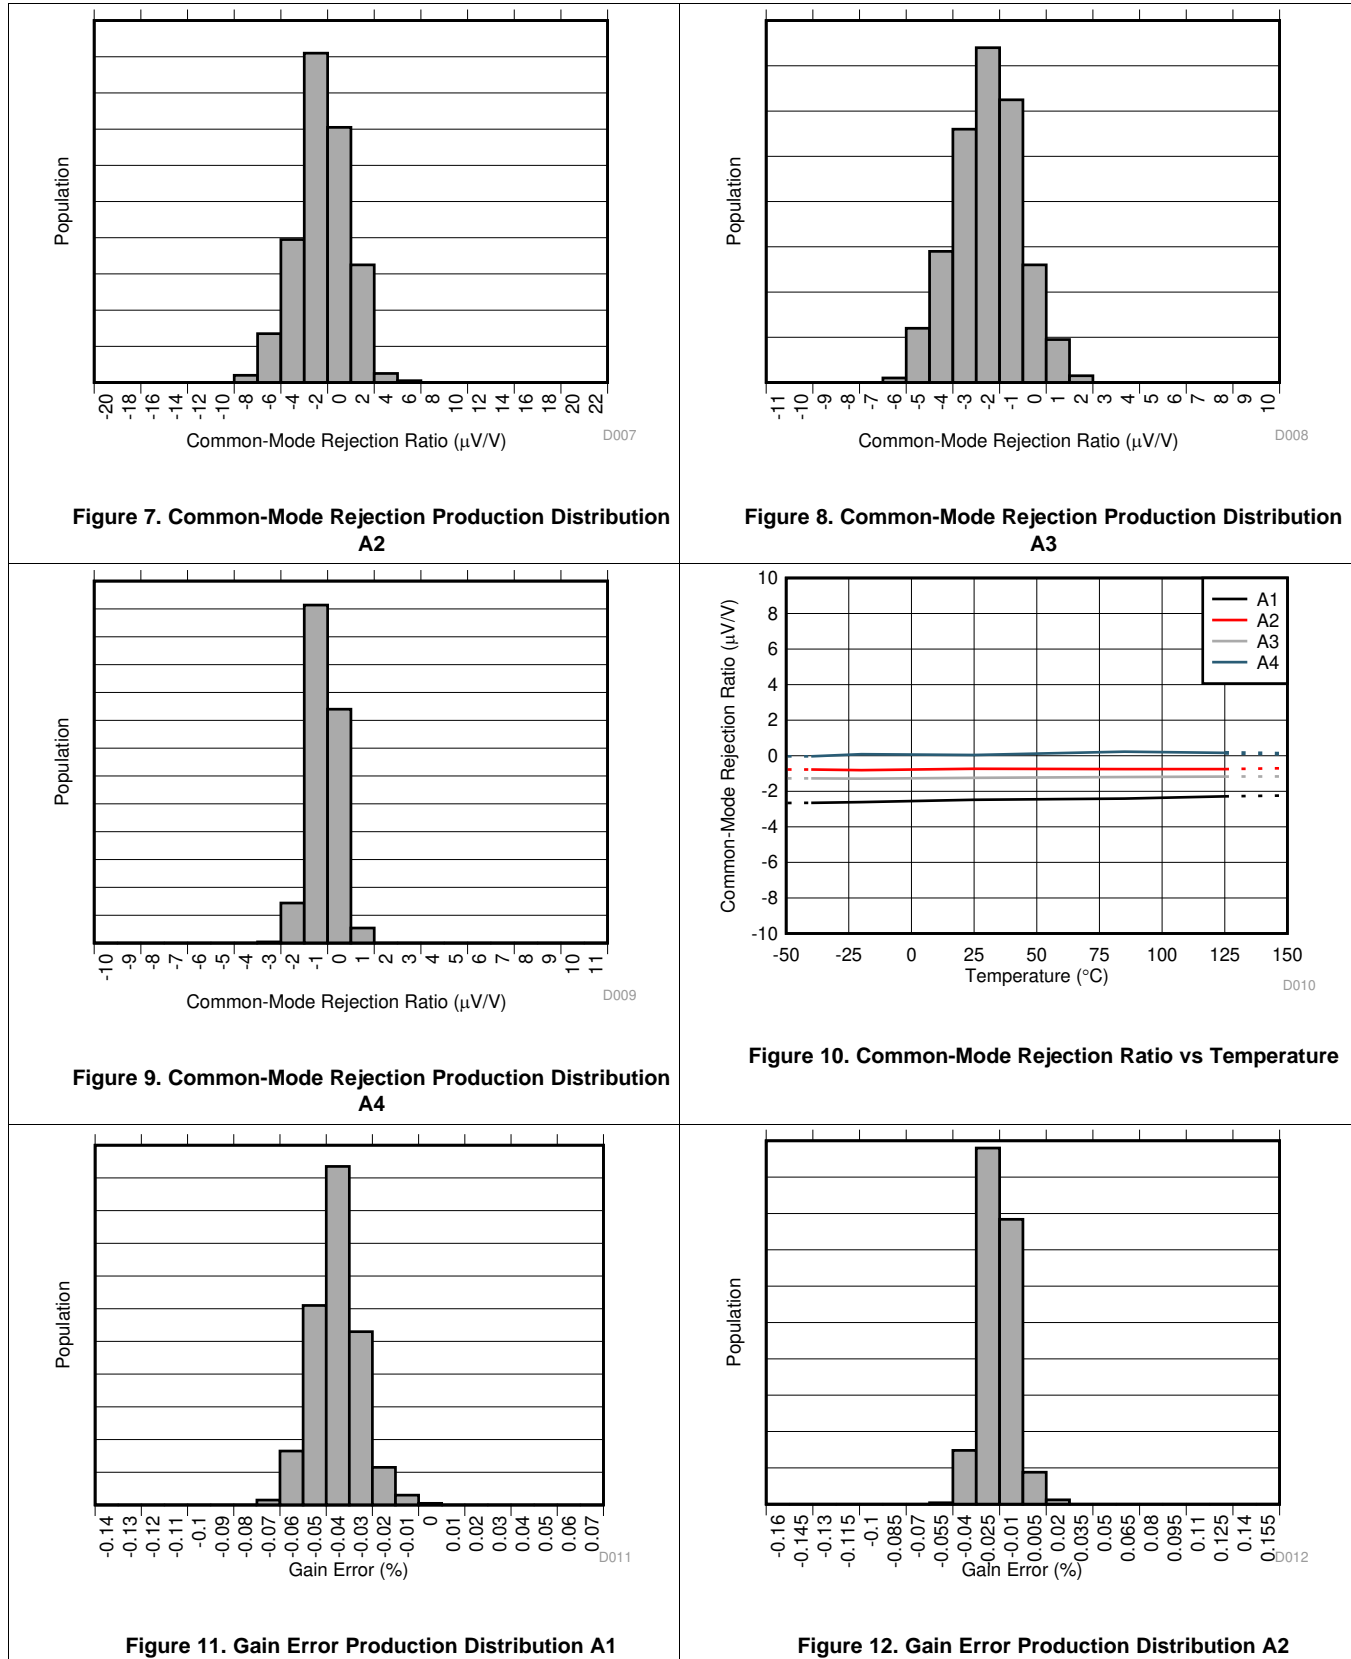 Population
-20 -18 -16 -14 -12 -10 -8 -6 -4 -2 0 2 4 6 8 10 12 14 16 18 20 22
Common-Mode Rejection Ratio (μV/V)
D007
Figure 7. Common-Mode Rejection Production Distribution
A2
Population
-11 -10 -9 -8 -7 -6 -5 -4 -3 -2 -1 0 1 2 3 4 5 6 7 8 9 10
Common-Mode Rejection Ratio (μV/V)
D008
Figure 8. Common-Mode Rejection Production Distribution
A3
Population
-10 -9 -8 -7 -6 -5 -4 -3 -2 -1 0 1 2 3 4 5 6 7 8 9 10 11
Common-Mode Rejection Ratio (μV/V)
D009
Figure 9. Common-Mode Rejection Production Distribution
A4
Common-Mode Rejection Ratio (μV/V)
10
8
6
4
2
0
-2
-4
-6
-8
-10
-50 -25 0 25 50 75 100 125 150
Temperature (°C)
A1
A2
A3
A4
D010
Figure 10. Common-Mode Rejection Ratio vs Temperature
Population
-0.14 -0.13 -0.12 -0.11 -0.1 -0.09 -0.08 -0.07 -0.06 -0.05 -0.04 -0.03 -0.02 -0.01 0 0.01 0.02 0.03 0.04 0.05 0.06 0.07
Gain Error (%)
D011
Figure 11. Gain Error Production Distribution A1
Population
-0.16 -0.145 -0.13 -0.115 -0.1 -0.085 -0.07 -0.055 -0.04 -0.025 -0.01 0.005 0.02 0.035 0.05 0.065 0.08 0.095 0.11 0.125 0.14 0.155
Gain Error (%)
D012
Figure 12. Gain Error Production Distribution A2